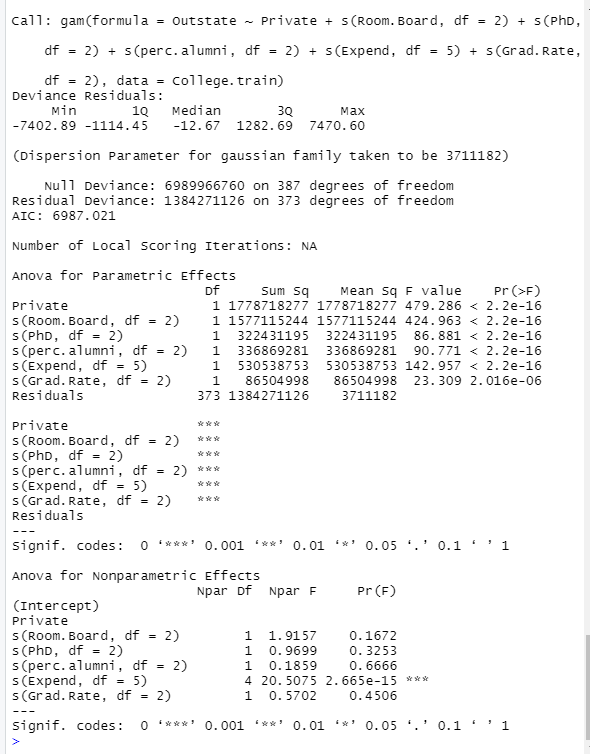 Call: gam(formula = Outstate ~ Private + s(Room.Board, df = 2) + s(PhD,
df = 2) + s(perc.alumni, df = 2) + s(Expend, df = 5) + s(Grad.Rate,
df = 2), data = College.train)
Deviance Residuals:
Min 1Q Median 3Q Max
-7402.89 -1114.45 -12.67 1282.69 7470.60
(Dispersion Parameter for gaussian family taken to be 3711182)
Null Deviance: 6989966760 on 387 degrees of freedom
Residual Deviance: 1384271126 on 373 degrees of freedom
AIC: 6987.021
Number of Local Scoring Iterations: NA
Anova for Parametric Effects
Df Sum Sq Mean Sq F value Pr(>F)
Private 1 1778718277 1778718277 479.286 < 2.2e-16
s(Room.Board, df = 2) 1 1577115244 1577115244 424.963 < 2.2e-16
s(PhD, df = 2) 1 322431195 322431195 86.881 < 2.2e-16
s(perc.alumni, df = 2) 1 336869281 336869281 90.771 < 2.2e-16
s(Expend, df = 5) 1 530538753 530538753 142.957 < 2.2e-16
s(Grad.Rate, df = 2) 1 86504998 86504998 23.309 2.016e-06
Residuals 373 1384271126 3711182
Private ***
s(Room.Board, df = 2) ***
s(PhD, df = 2) ***
s(perc.alumni, df = 2) ***
s(Expend, df = 5) ***
s(Grad.Rate, df = 2) ***
Residuals
---
Signif. codes: 0 ‘***’ 0.001 ‘**’ 0.01 ‘*’ 0.05 ‘.’ 0.1 ‘ ’ 1
Anova for Nonparametric Effects
Npar Df Npar F Pr(F)
(Intercept)
Private
s(Room.Board, df = 2) 1 1.9157 0.1672
s(PhD, df = 2) 1 0.9699 0.3253
s(perc.alumni, df = 2) 1 0.1859 0.6666
s(Expend, df = 5) 4 20.5075 2.665e-15 ***
s(Grad.Rate, df = 2) 1 0.5702 0.4506
---
Signif. codes: 0 ‘***’ 0.001 ‘**’ 0.01 ‘*’ 0.05 ‘.’ 0.1 ‘ ’ 1
>